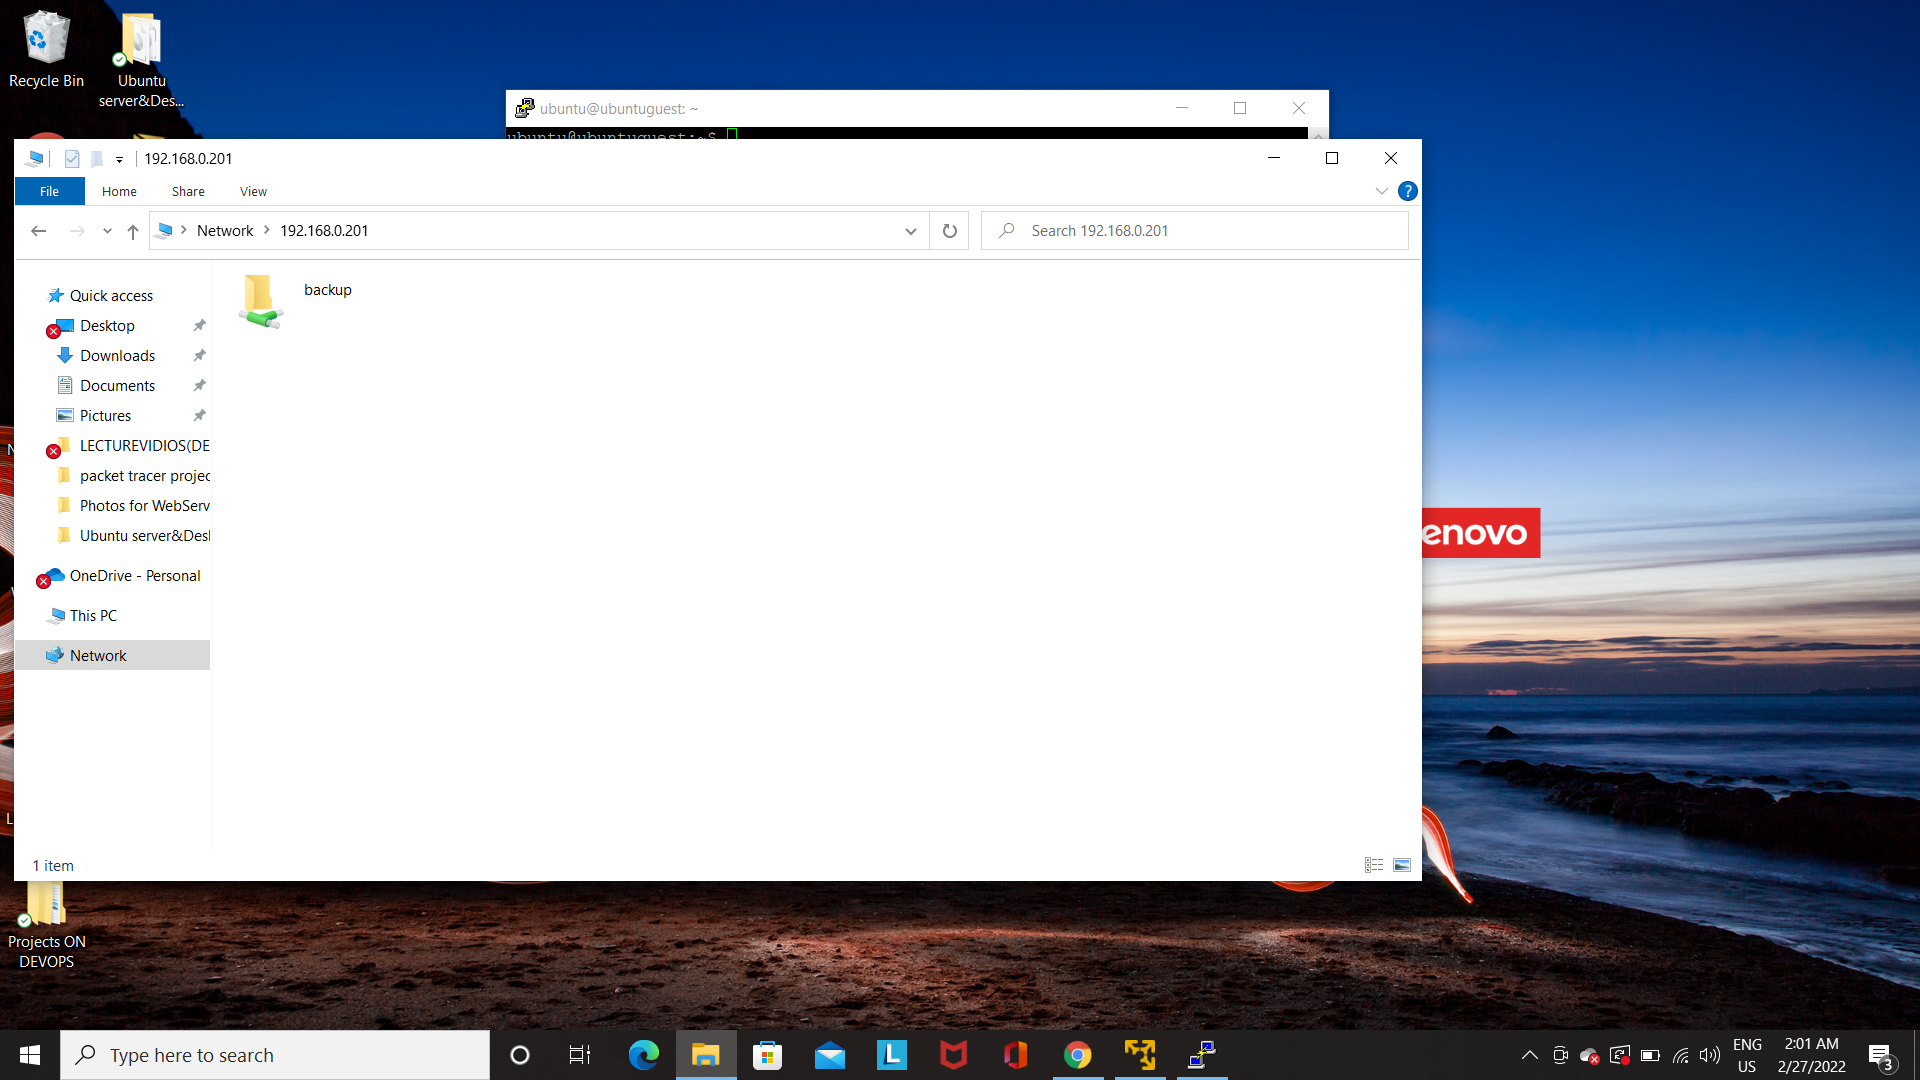 Recycle Bin
Ubuntu
server&Des...
ubuntu@ubuntuguest: ~
ubuntu@ubuntuguest:~$
192.168.0.201
File
Home
Share
View
Network
192.168.0.201
Search 192.168.0.201
Quick access
Desktop
Downloads
Documents
Pictures
LECTUREVIDIOS(DE
packet tracer projec
Photos for WebServ
Ubuntu server&Desl
OneDrive - Personal
This PC
Network
backup
1 item
enovo
Projects ON
DEVOPS
Type here to search
ENG
US
2:01 AM
2/27/2022
3